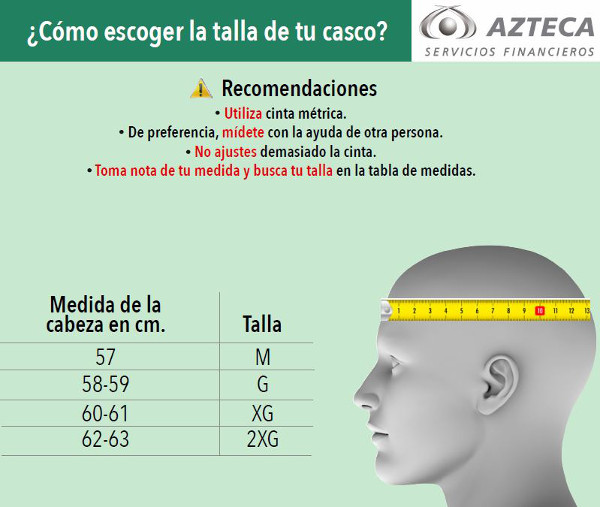 ¿Cómo escoger la talla de tu casco?
AZTECA
SERVICIOS FINANCIEROS
Recomendaciones
• Utiliza cinta métrica.
• De preferencia, mídete con la ayuda de otra persona.
• No ajustes demasiado la cinta.
• Toma nota de tu medida y busca tu talla en la tabla de medidas.
Medida de la
cabeza en cm.
Talla
57 M
58-59 G
60-61 XG
62-63 2XG
1 2 3 4 5 6 7 8 9 10 11 12 13